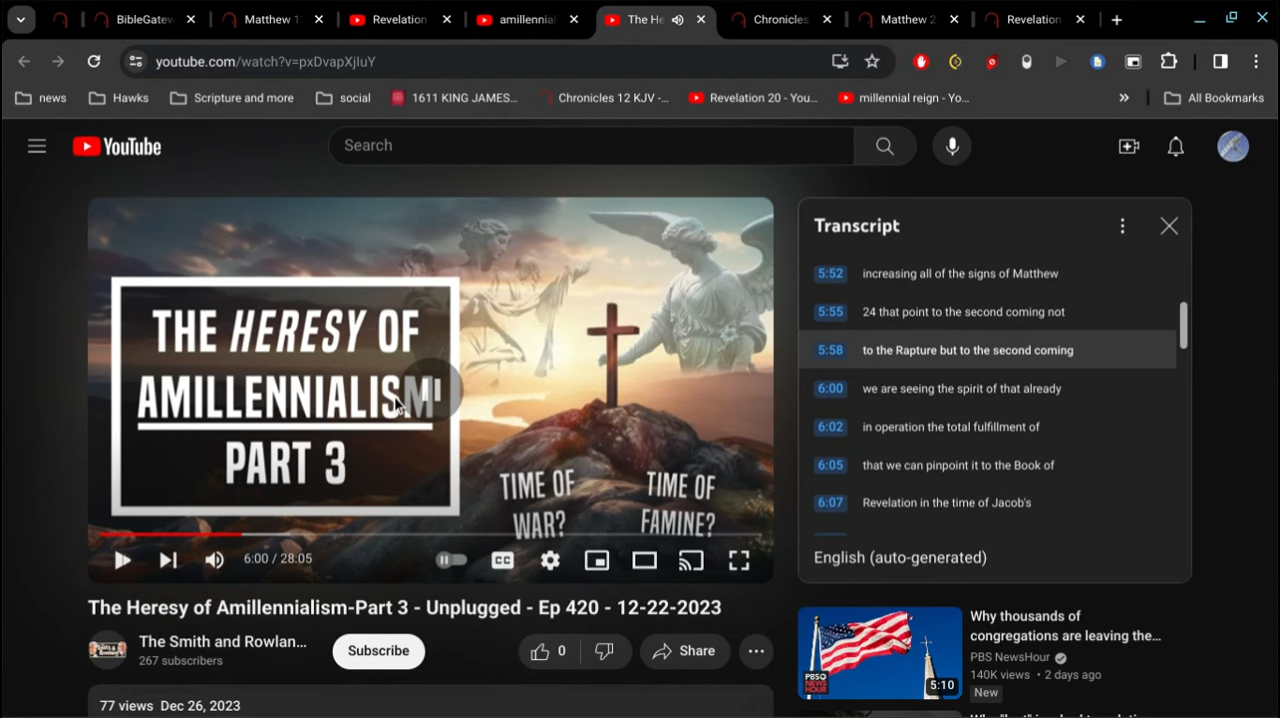 BibleGatew
Matthew 1
Revelation
amillennial
The He
Chronicles
Matthew 2
Revelation
youtube.com/watch?v=pxDvapXjIuY
news
Hawks
Scripture and more
social
1611 KING JAMES...
Chronicles 12 KJV -...
Revelation 20 - You...
millennial reign - Yo...
All Bookmarks
YouTube
Search
THE HERESY OF
AMILLENNIALISM
PART 3
TIME OF
WAR?
TIME OF
FAMINE?
6:00 / 28:05
CC
Transcript
5:52 increasing all of the signs of Matthew
5:55 24 that point to the second coming not
5:58 to the Rapture but to the second coming
6:00 we are seeing the spirit of that already
6:02 in operation the total fulfillment of
6:05 that we can pinpoint it to the Book of
6:07 Revelation in the time of Jacob's
English (auto-generated)
The Heresy of Amillennialism-Part 3 - Unplugged - Ep 420 - 12-22-2023
The Smith and Rowlan...
267 subscribers
Subscribe
0
Share
77 views Dec 26, 2023
Why thousands of
congregations are leaving the...
PBS NewsHour
140K views • 2 days ago
New
5:10